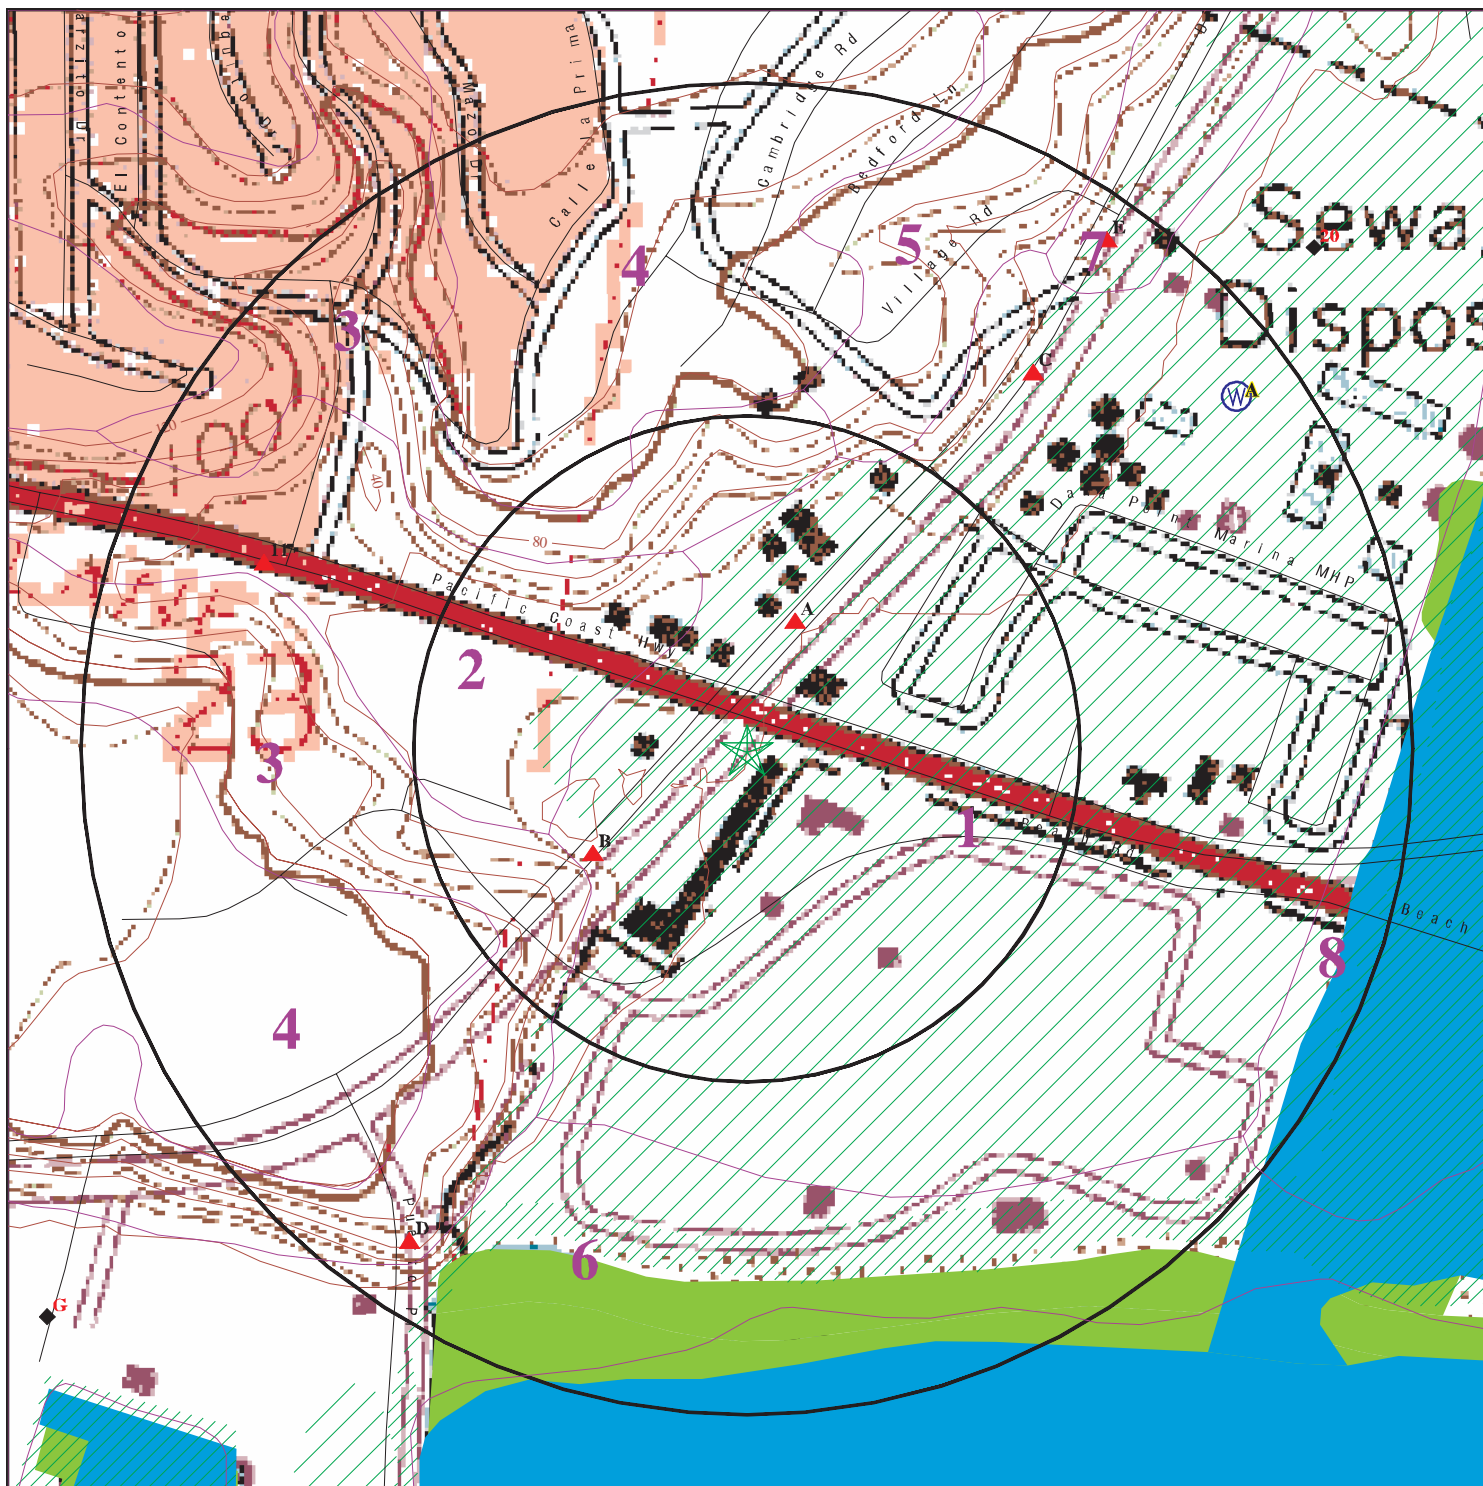 El Contento
Mazo Dr
Calle la Prima
Cambridge Rd
Bedford Ln
Village Rd
Sewa
Dispos
20
5
7
4
3
C
A
W
Dana Point Marina MHP
40
80
117
1
Pacific Coast HWY
A
2
3
B
1
Beach Rd
Beach
8
4
D
6
G